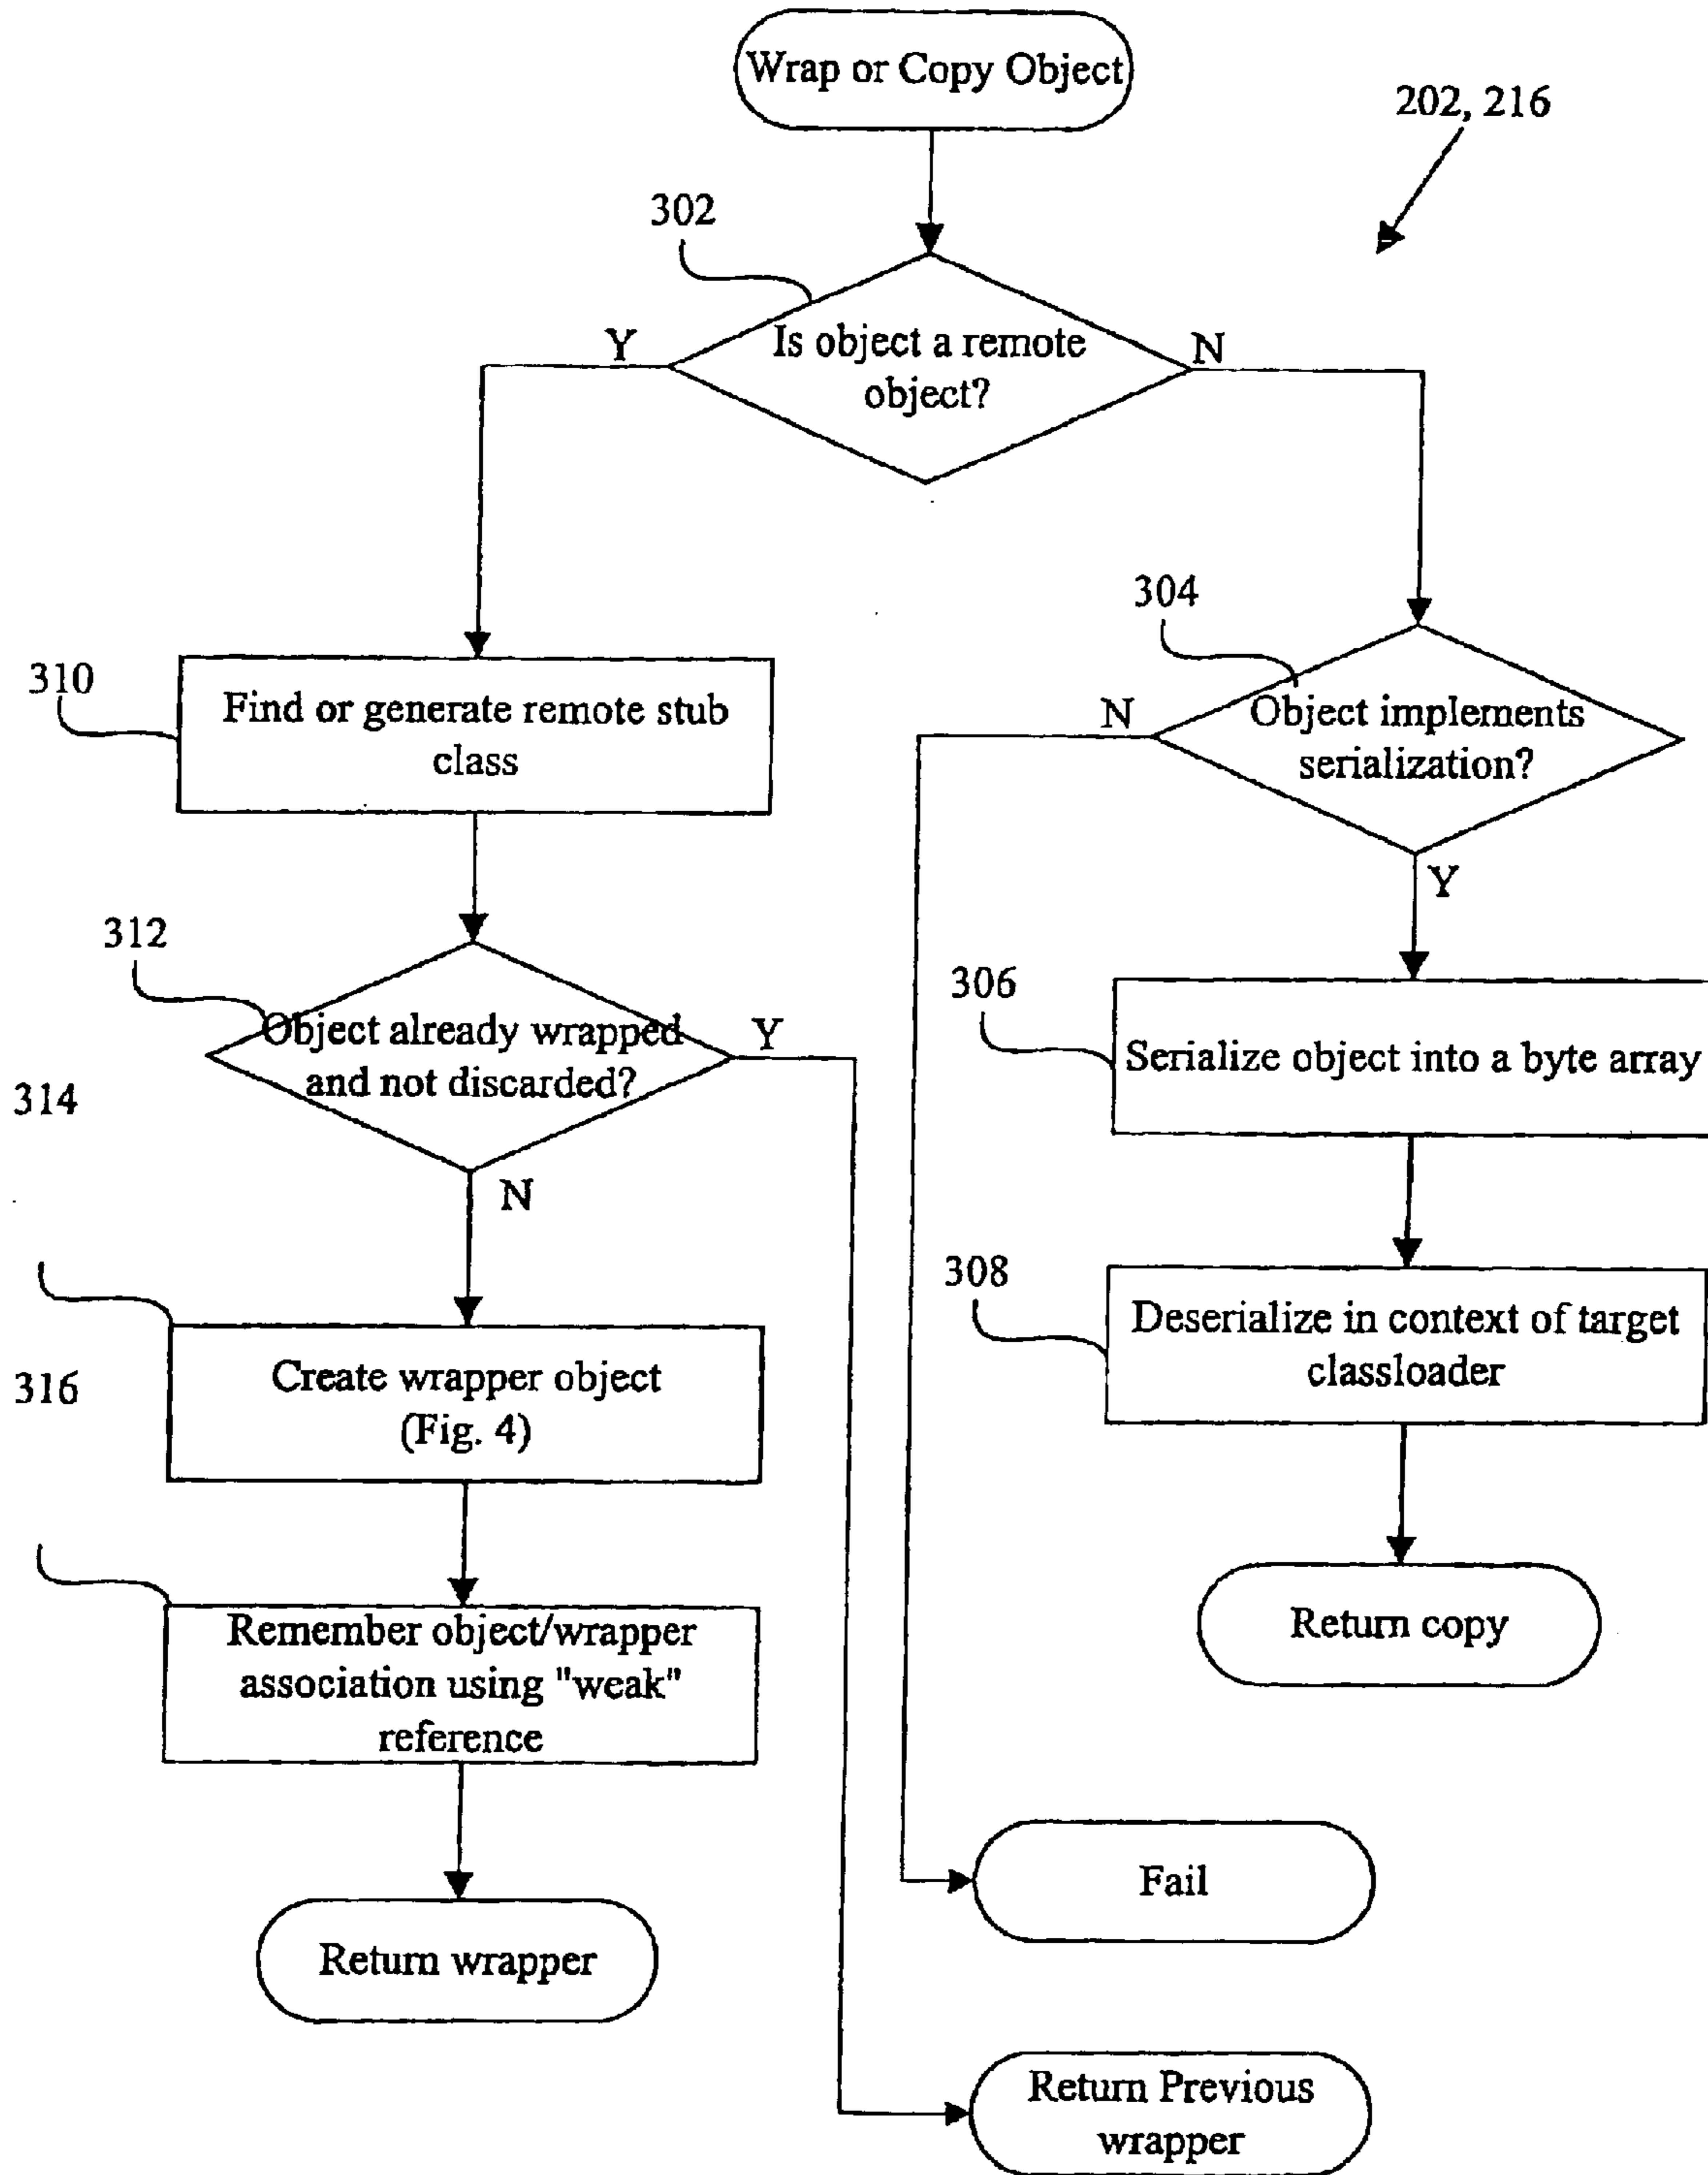 Wrap or Copy Object
202, 216
302
Y
Is object a remote
object?
N
304
310
Find or generate remote stub
class
N
Object implements
serialization?
Y
312
Object already wrapped
and not discarded?
Y
306
Serialize object into a byte array
314
N
308
Deserialize in context of target
classloader
316
Create wrapper object
(Fig. 4)
Return copy
Remember object/wrapper
association using "weak"
reference
Fail
Return wrapper
Return Previous
wrapper